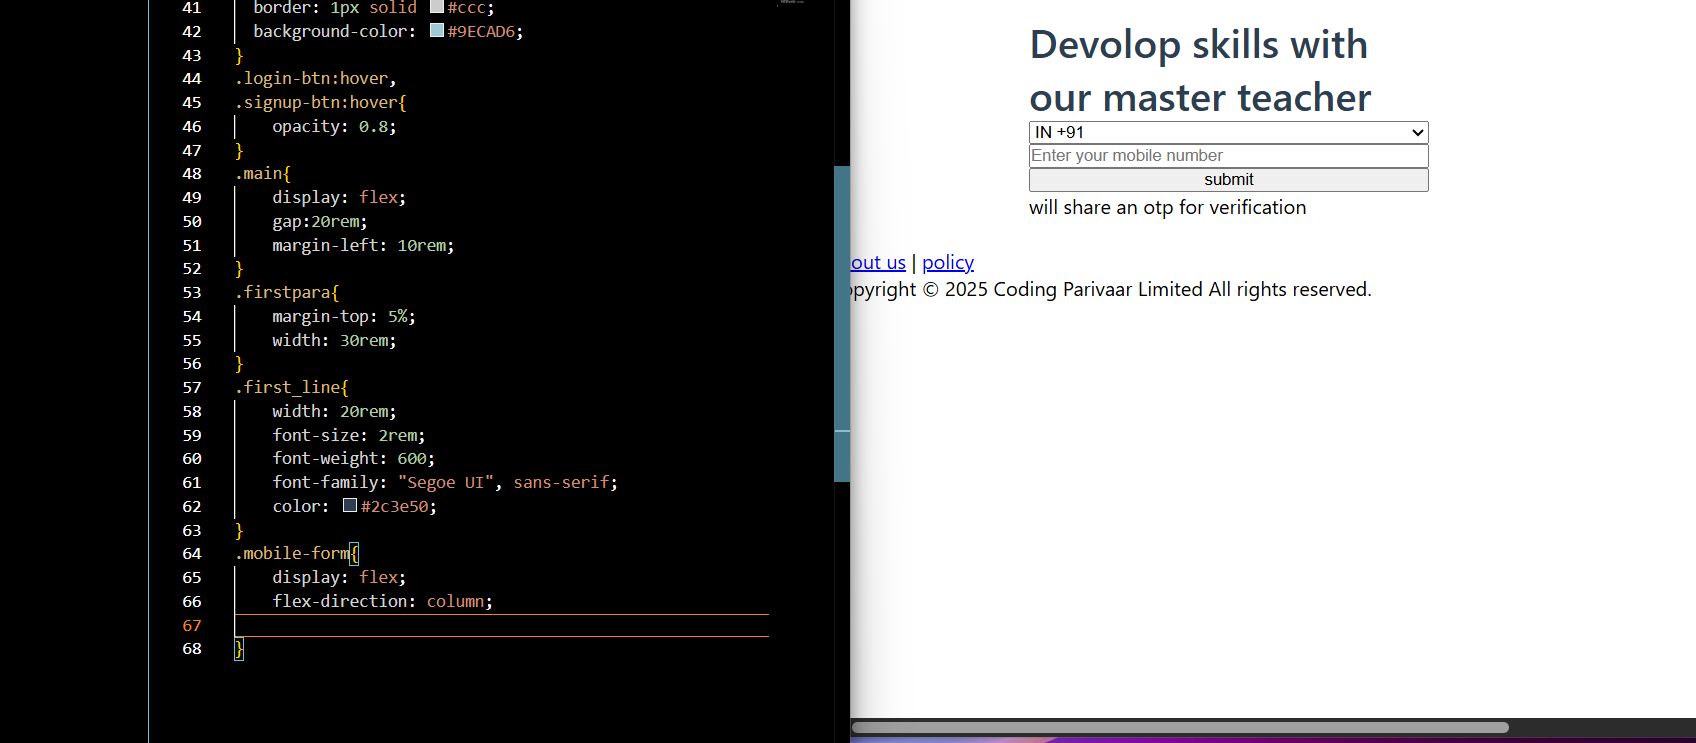 41 border: 1px solid #ccc;
42 background-color: #9ECAD6;
43 }
44 .login-btn:hover,
45 .signup-btn:hover{
46 opacity: 0.8;
47 }
48 .main{
49 display: flex;
50 gap:20rem;
51 margin-left: 10rem;
52 }
53 .firstpara{
54 margin-top: 5%;
55 width: 30rem;
56 }
57 .first_line{
58 width: 20rem;
59 font-size: 2rem;
60 font-weight: 600;
61 font-family: "Segoe UI", sans-serif;
62 color: #2c3e50;
63 }
64 .mobile-form{
65 display: flex;
66 flex-direction: column;
67
68 }
Devolop skills with
our master teacher
IN +91
Enter your mobile number
submit
will share an otp for verification
out us | policy
opyright © 2025 Coding Parivaar Limited All rights reserved.